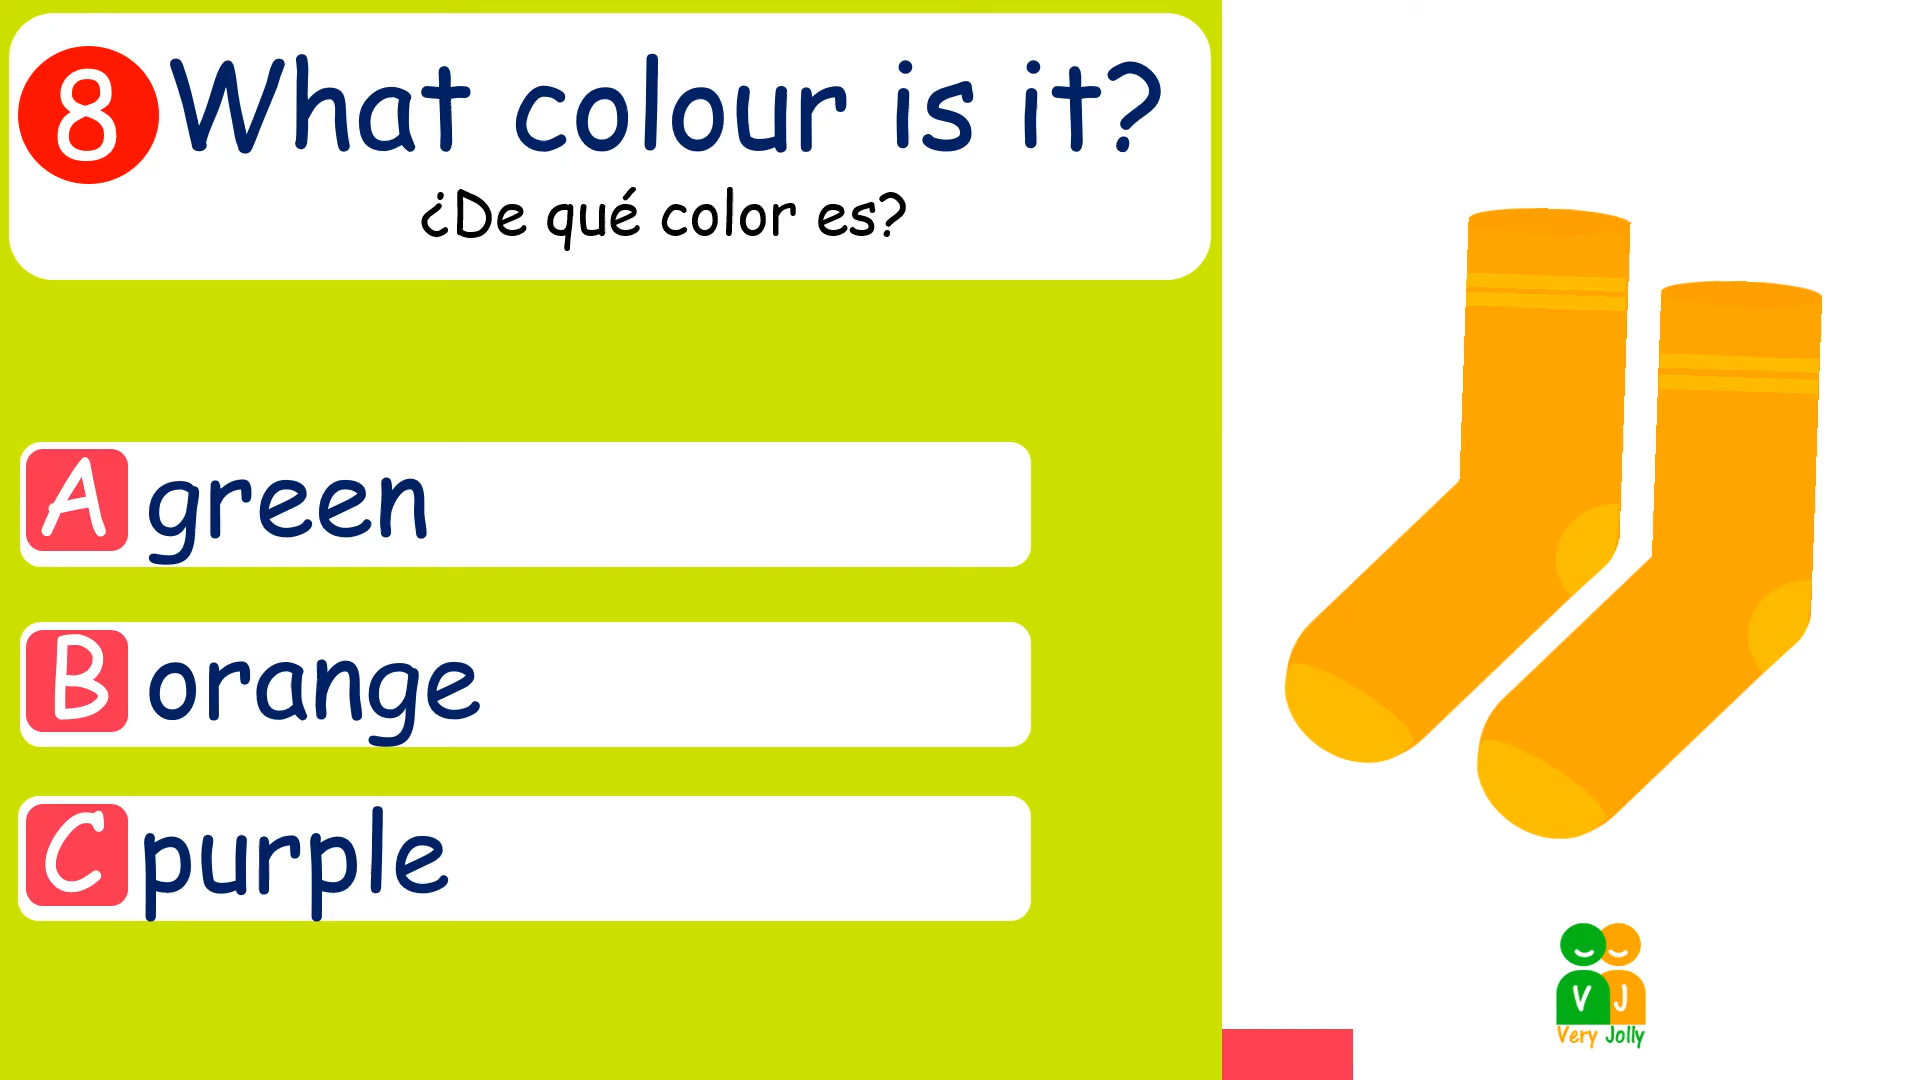 8 What colour is it?
¿De qué color es?
A green
B orange
C purple
V J
Very Jolly